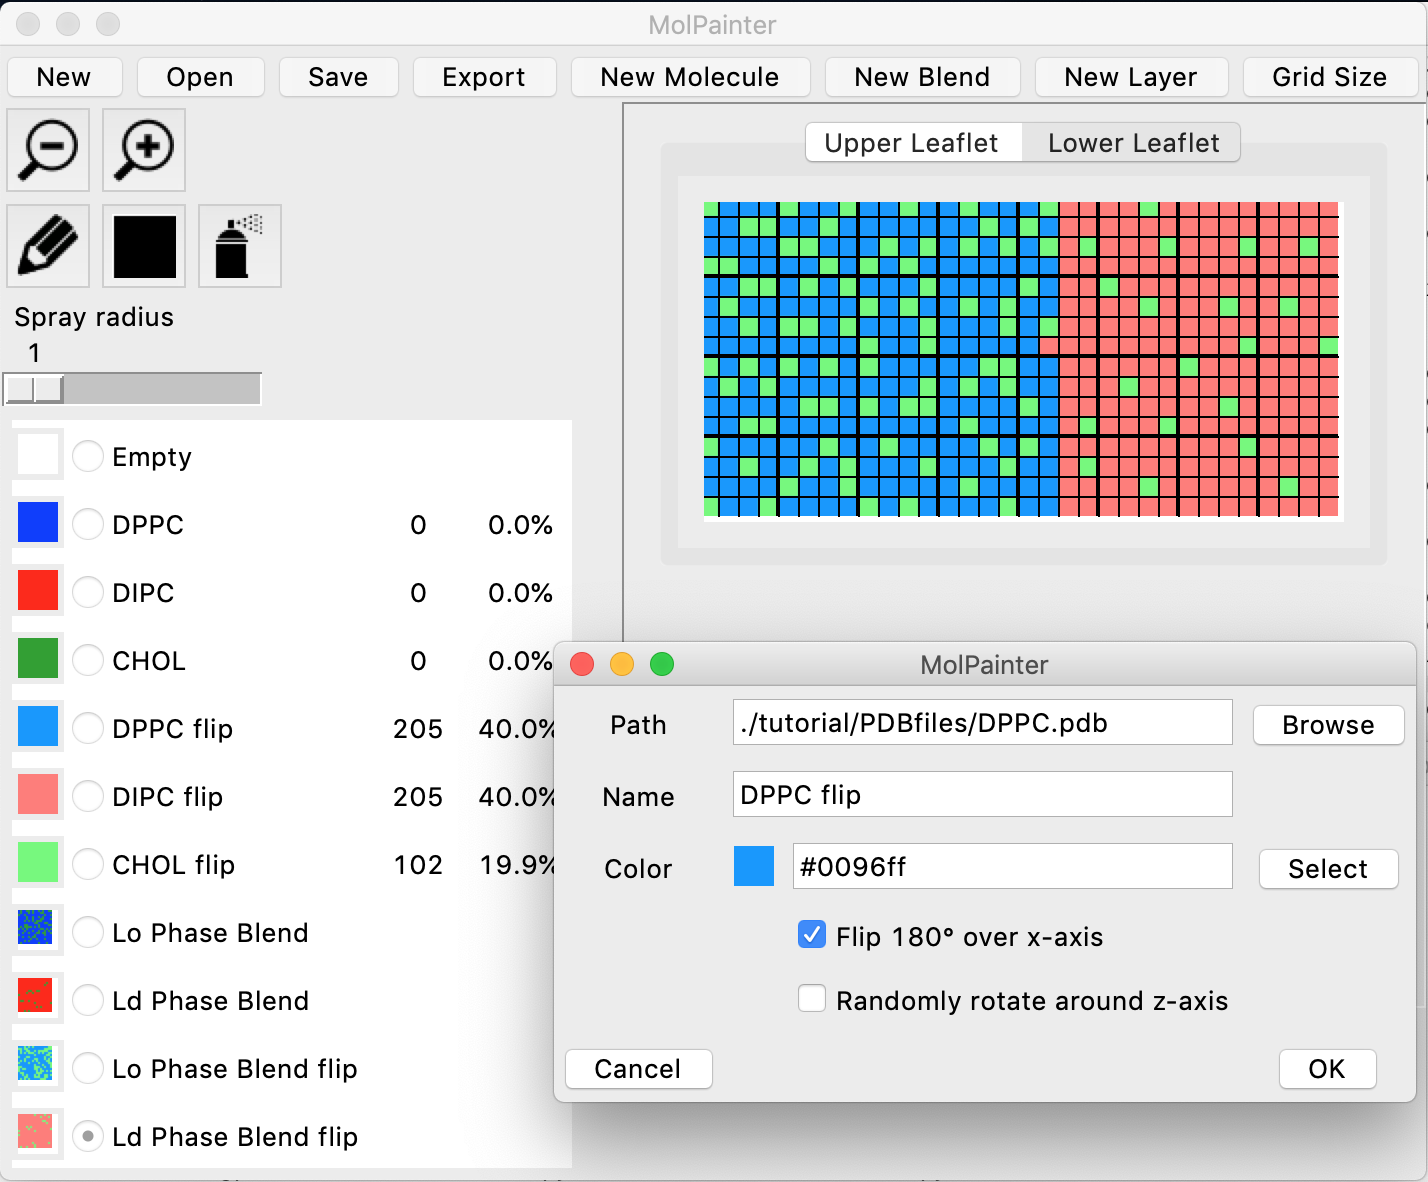 MolPainter
New Open Save Export New Molecule New Blend New Layer Grid Size
Upper Leaflet Lower Leaflet
Spray radius
1
Empty
DPPC 0 0.0%
DIPC 0 0.0%
CHOL 0 0.0%
DPPC flip 205 40.0%
DIPC flip 205 40.0%
CHOL flip 102 19.9%
Lo Phase Blend
Ld Phase Blend
Lo Phase Blend flip
Ld Phase Blend flip
MolPainter
Path ./tutorial/PDBfiles/DPPC.pdb Browse
Name DPPC flip
Color #0096ff Select
Flip 180° over x-axis
Randomly rotate around z-axis
Cancel OK